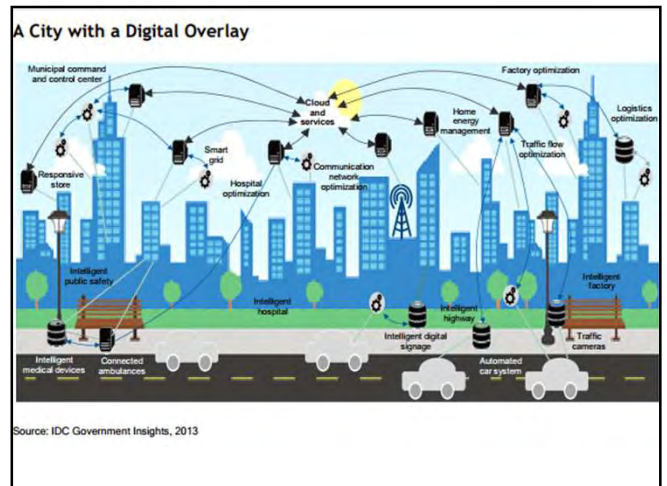 A City with a Digital Overlay
Municipal command
and control center
Factory optimization
Cloud
and
services
Home
energy
management
Logistics
optimization
Smart
grid
Traffic flow
optimization
Responsive
store
Hospital
optimization
Communication
network
optimization
Intelligent
public safety
Intelligent
hospital
Intelligent
highway
Intelligent
factory
Intelligent digital
signage
Traffic
cameras
Intelligent
medical devices
Connected
ambulances
Automated
car system
Source: IDC Government Insights, 2013